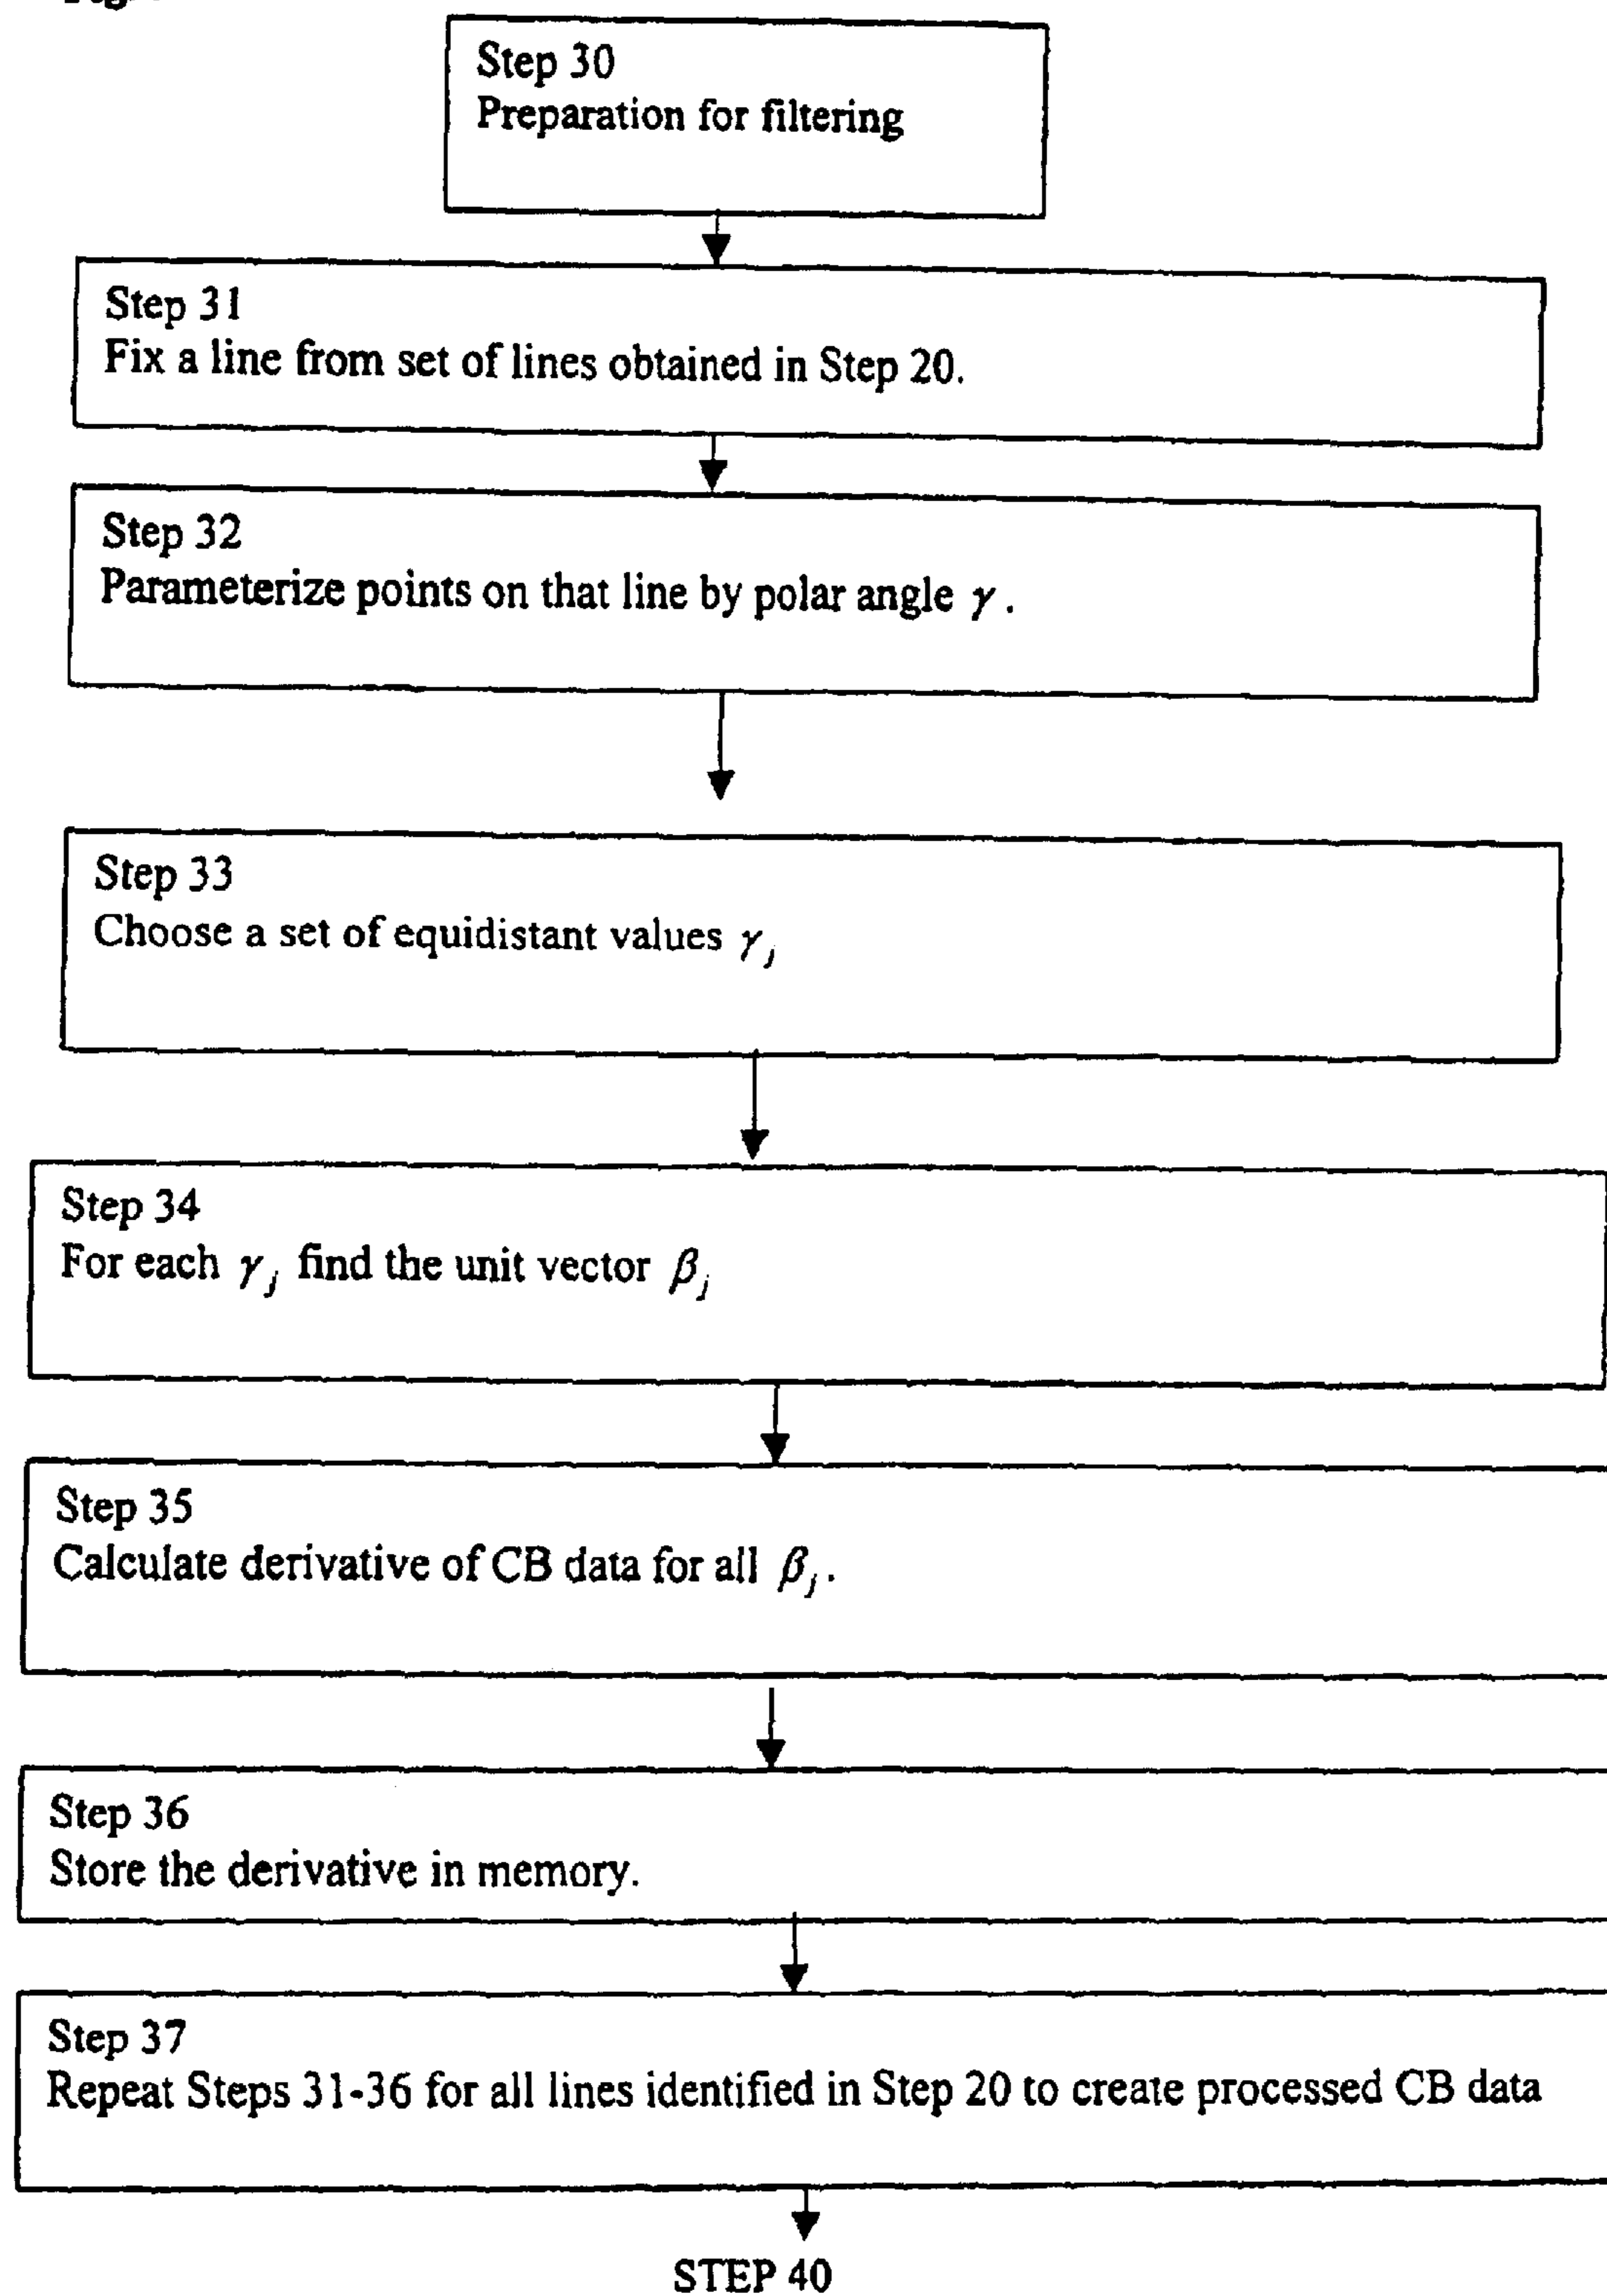 Step 30
Preparation for filtering
Step 31
Fix a line from set of lines obtained in Step 20.
Step 32
Parameterize points on that line by polar angle γ.
Step 33
Choose a set of equidistant values γj
Step 34
For each γj find the unit vector βj
Step 35
Calculate derivative of CB data for all βj.
Step 36
Store the derivative in memory.
Step 37
Repeat Steps 31-36 for all lines identified in Step 20 to create processed CB data
STEP 40